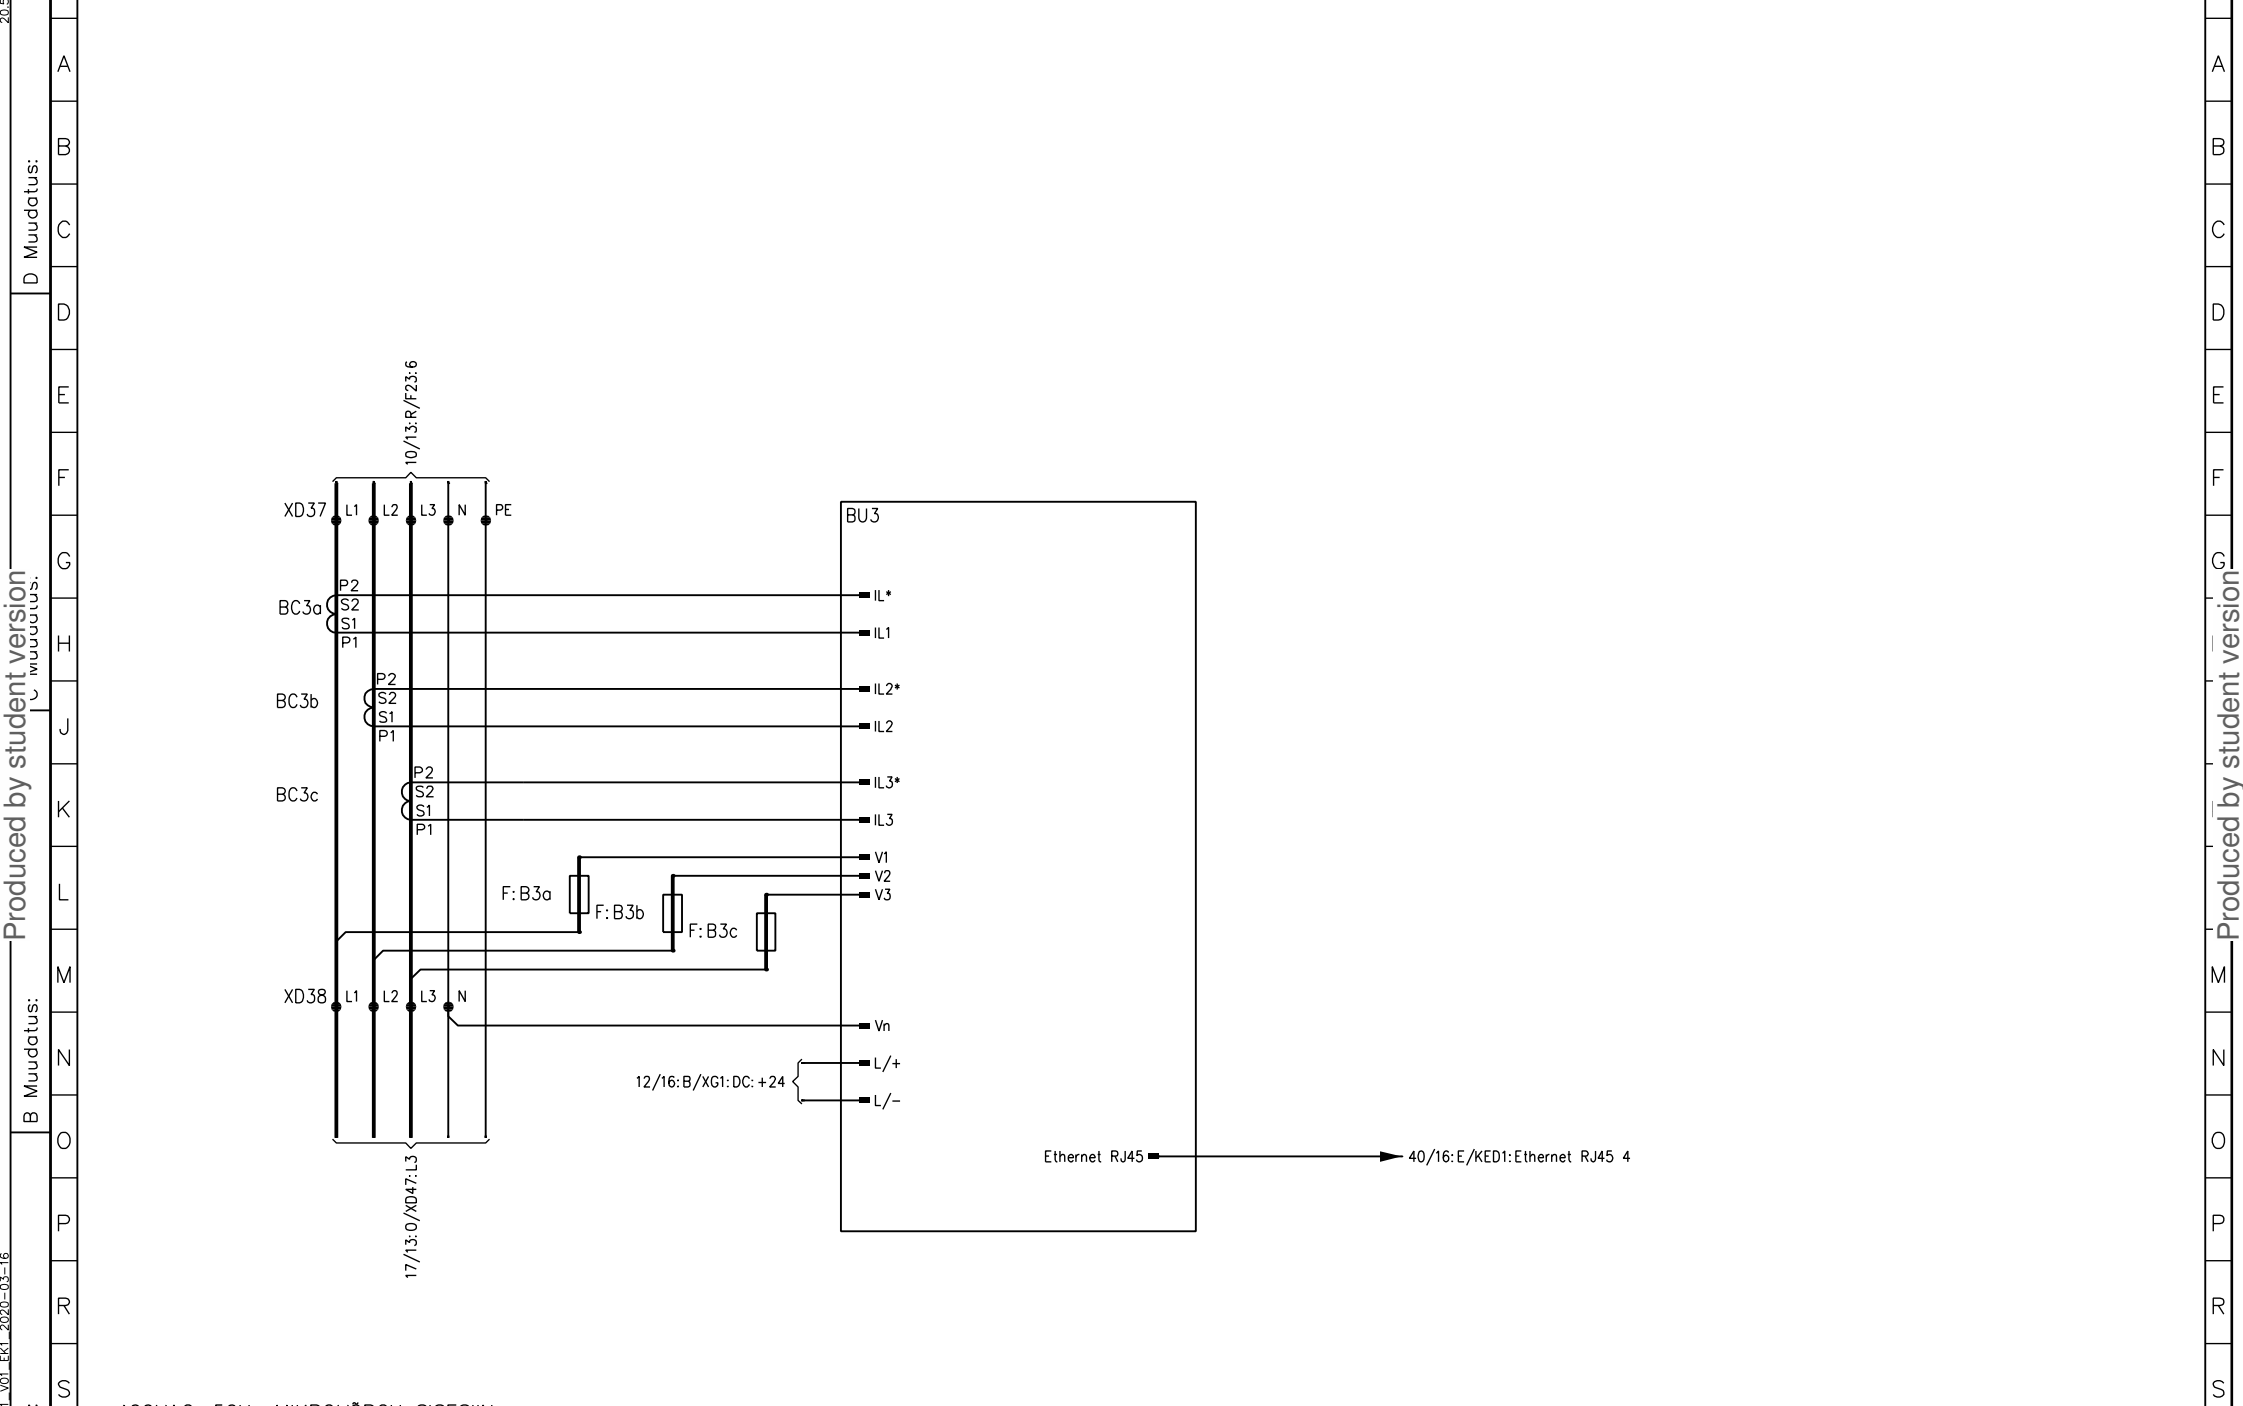 A
B
C
D
E
F
G
H
J
K
L
M
N
O
P
R
S
D Muudatus:
B Muudatus:
Produced by student version
10/13:R/F23:6
XD37 L1 L2 L3 N PE
BU3
P2
BC3a S2
S1
P1
IL*
IL1
P2
BC3b S2
S1
P1
IL2*
IL2
P2
BC3c S2
S1
P1
IL3*
IL3
V1
V2
V3
F:B3a
F:B3b
F:B3c
XD38 L1 L2 L3 N
Vn
L/+
12/16:B/XG1:DC:+24
L/-
Ethernet RJ45
40/16:E/KED1:Ethernet RJ45 4
17/13:O/XD47:L3
A
B
C
D
E
F
G
M
N
O
P
R
S
Produced by student version